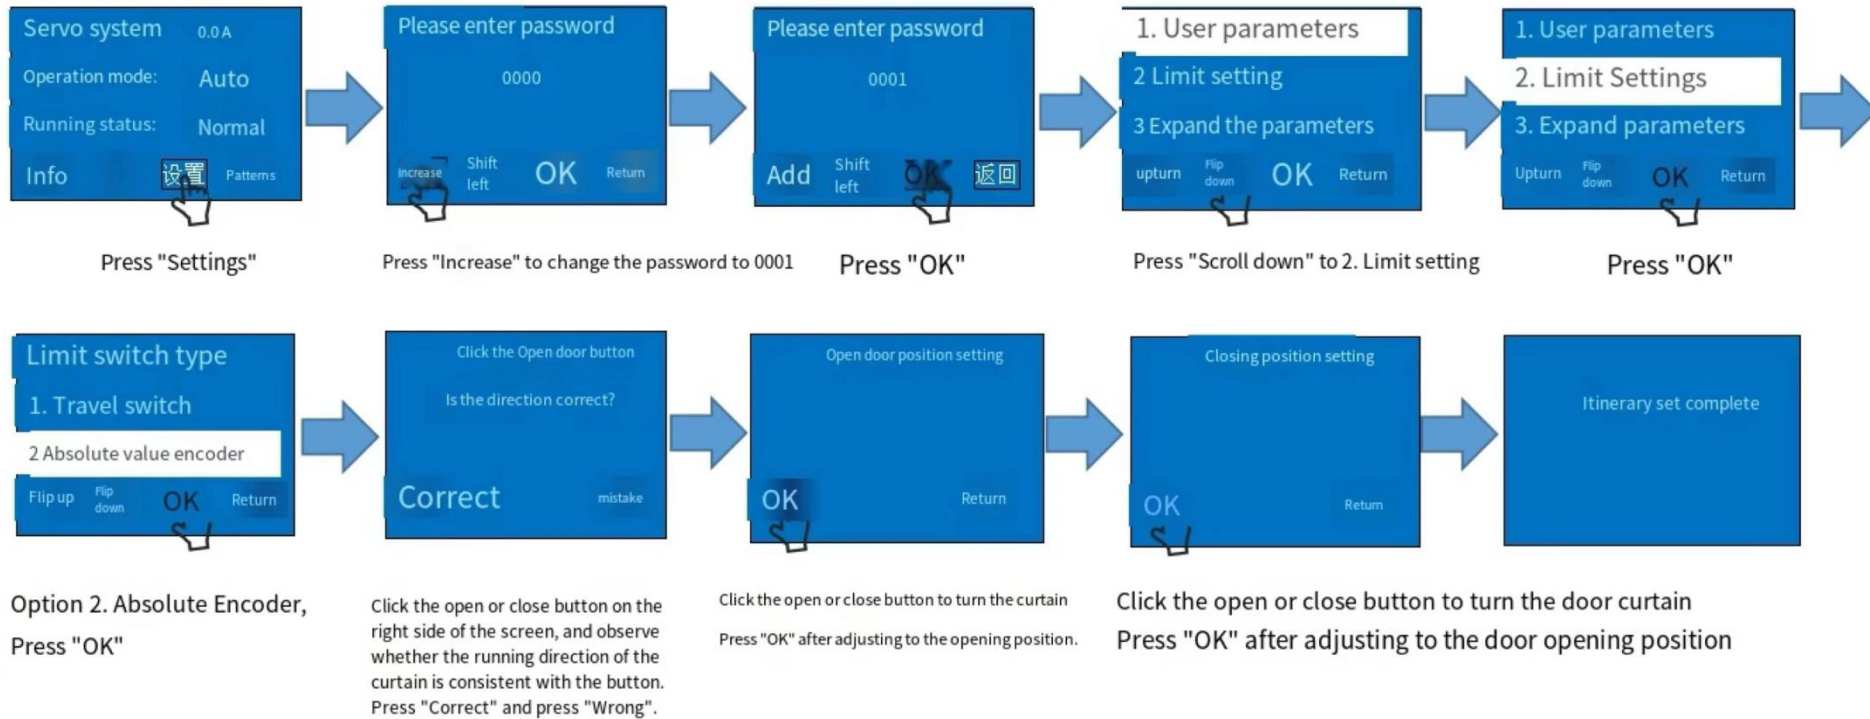 Servo system 0.0 A
Operation mode: Auto
Running status: Normal
Info 设置 Patterns
Press "Settings"
Please enter password
0000
Increase Shift left OK Return
Press "Increase" to change the password to 0001
Please enter password
0001
Add Shift left OK 返回
Press "OK"
1. User parameters
2 Limit setting
3 Expand the parameters
upturn Flip down OK Return
Press "Scroll down" to 2. Limit setting
1. User parameters
2. Limit Settings
3. Expand parameters
Upturn Flip down OK Return
Press "OK"
Limit switch type
1. Travel switch
2 Absolute value encoder
Flip up Flip down OK Return
Option 2. Absolute Encoder,
Press "OK"
Click the Open door button
Is the direction correct?
Correct mistake
Click the open or close button on the
right side of the screen, and observe
whether the running direction of the
curtain is consistent with the button.
Press "Correct" and press "Wrong".
Open door position setting
OK Return
Click the open or close button to turn the curtain
Press "OK" after adjusting to the opening position.
Closing position setting
OK Return
Click the open or close button to turn the door curtain
Press "OK" after adjusting to the door opening position
Itinerary set complete